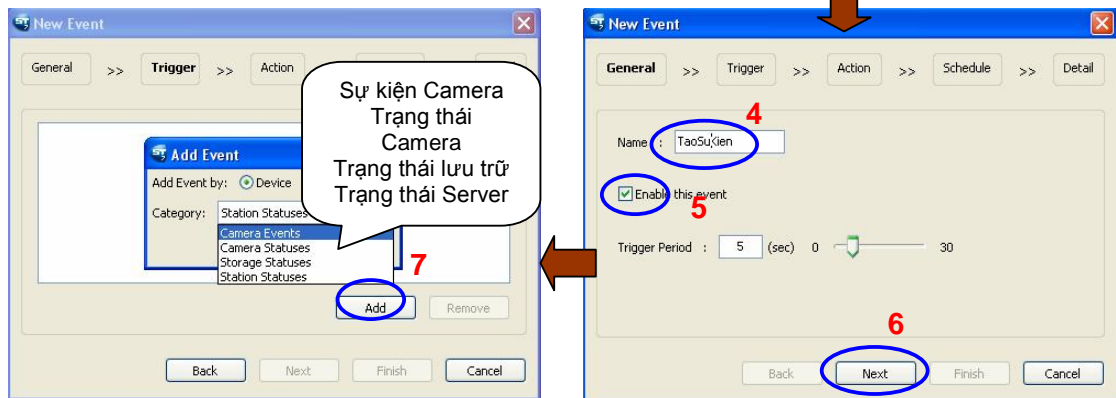 New Event
General >> Trigger >> Action
Sự kiện Camera
Trạng thái
Camera
Trạng thái lưu trữ
Trạng thái Server
Add Event
Add Event by: Device
Category: Station Statuses
Camera Events
Camera Statuses
Storage Statuses
Station Statuses
7
Add Remove
Back Next Finish Cancel
New Event
General >> Trigger >> Action >> Schedule >> Detail
4
Name : TaoSuKien
Enable this event
5
Trigger Period : 5 (sec) 0 30
6
Back Next Finish Cancel